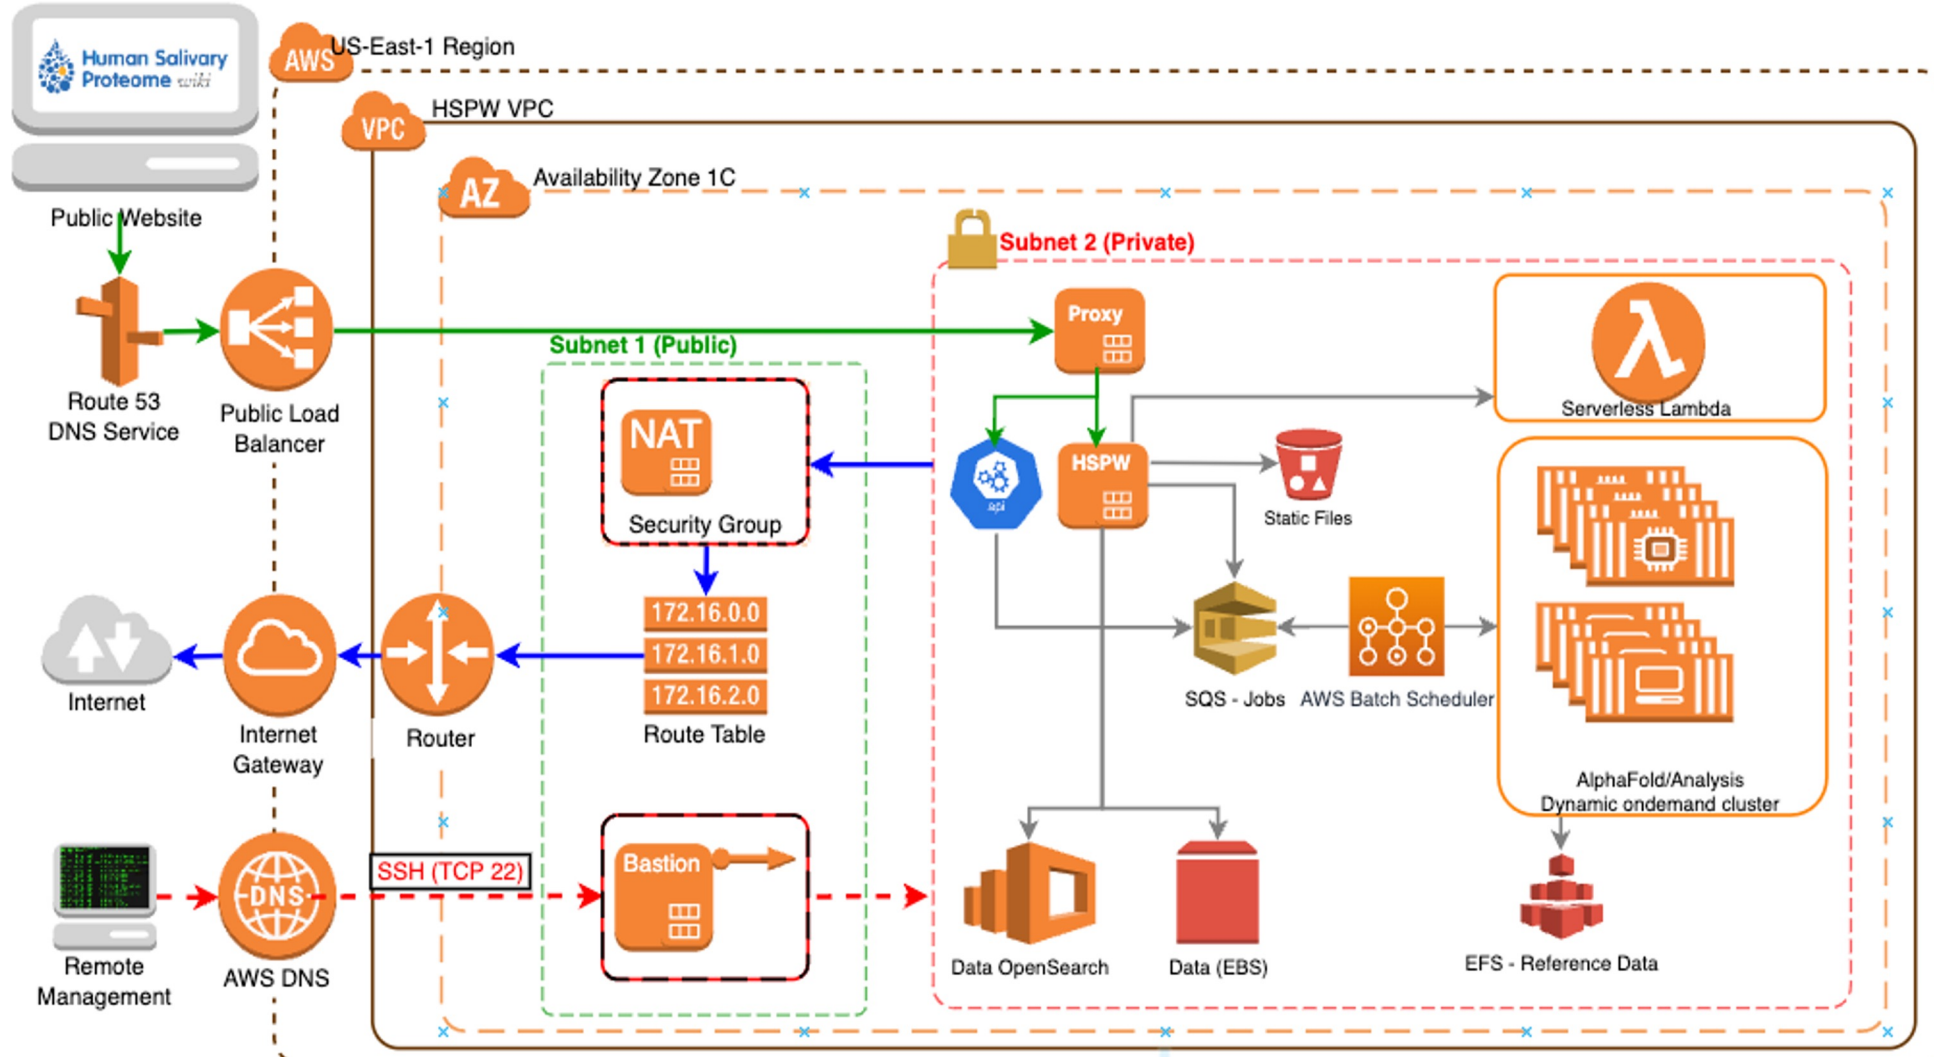 Human Salivary
Proteome wiki
AWS
US-East-1 Region
VPC
HSPW VPC
AZ
Availability Zone 1C
Public Website
Subnet 2 (Private)
Proxy
Route 53
DNS Service
Public Load
Balancer
Subnet 1 (Public)
NAT
Security Group
api
HSPW
Static Files
λ
Serverless Lambda
172.16.0.0
172.16.1.0
172.16.2.0
Route Table
Internet
Internet
Gateway
Router
SQS - Jobs
AWS Batch Scheduler
AlphaFold/Analysis
Dynamic ondemand cluster
SSH (TCP 22)
Bastion
DNS
Remote
Management
AWS DNS
Data OpenSearch
Data (EBS)
EFS - Reference Data